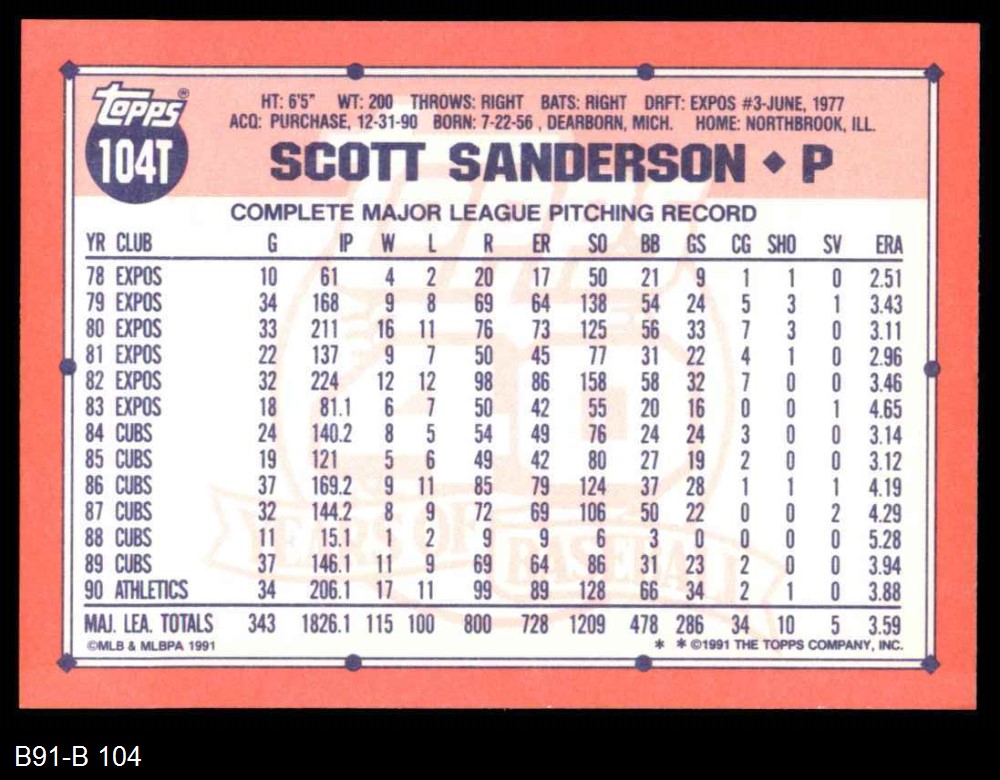 topps®
104T
HT: 6'5" WT: 200 THROWS: RIGHT BATS: RIGHT DRFT: EXPOS #3-JUNE, 1977
ACQ: PURCHASE, 12-31-90 BORN: 7-22-56 , DEARBORN, MICH. HOME: NORTHBROOK, ILL.
SCOTT SANDERSON ◆ P
COMPLETE MAJOR LEAGUE PITCHING RECORD
YR CLUB G IP W L R ER SO BB GS CG SHO SV ERA
78 EXPOS 10 61 4 2 20 17 50 21 9 1 1 0 2.51
79 EXPOS 34 168 9 8 69 64 138 54 24 5 3 1 3.43
80 EXPOS 33 211 16 11 76 73 125 56 33 7 3 0 3.11
81 EXPOS 22 137 9 7 50 45 77 31 22 4 1 0 2.96
82 EXPOS 32 224 12 12 98 86 158 58 32 7 0 0 3.46
83 EXPOS 18 81.1 6 7 50 42 55 20 16 0 0 1 4.65
84 CUBS 24 140.2 8 5 54 49 76 24 24 3 0 0 3.14
85 CUBS 19 121 5 6 49 42 80 27 19 2 0 0 3.12
86 CUBS 37 169.2 9 11 85 79 124 37 28 1 1 1 4.19
87 CUBS 32 144.2 8 9 72 69 106 50 22 0 0 2 4.29
88 CUBS 11 15.1 1 2 9 9 6 3 0 0 0 0 5.28
89 CUBS 37 146.1 11 9 69 64 86 31 23 2 0 0 3.94
90 ATHLETICS 34 206.1 17 11 99 89 128 66 34 2 1 0 3.88
MAJ. LEA. TOTALS 343 1826.1 115 100 800 728 1209 478 286 34 10 5 3.59
©MLB & MLBPA 1991 * * ©1991 THE TOPPS COMPANY, INC.
TOPPS
40
YEARS OF BASEBALL
B91-B 104